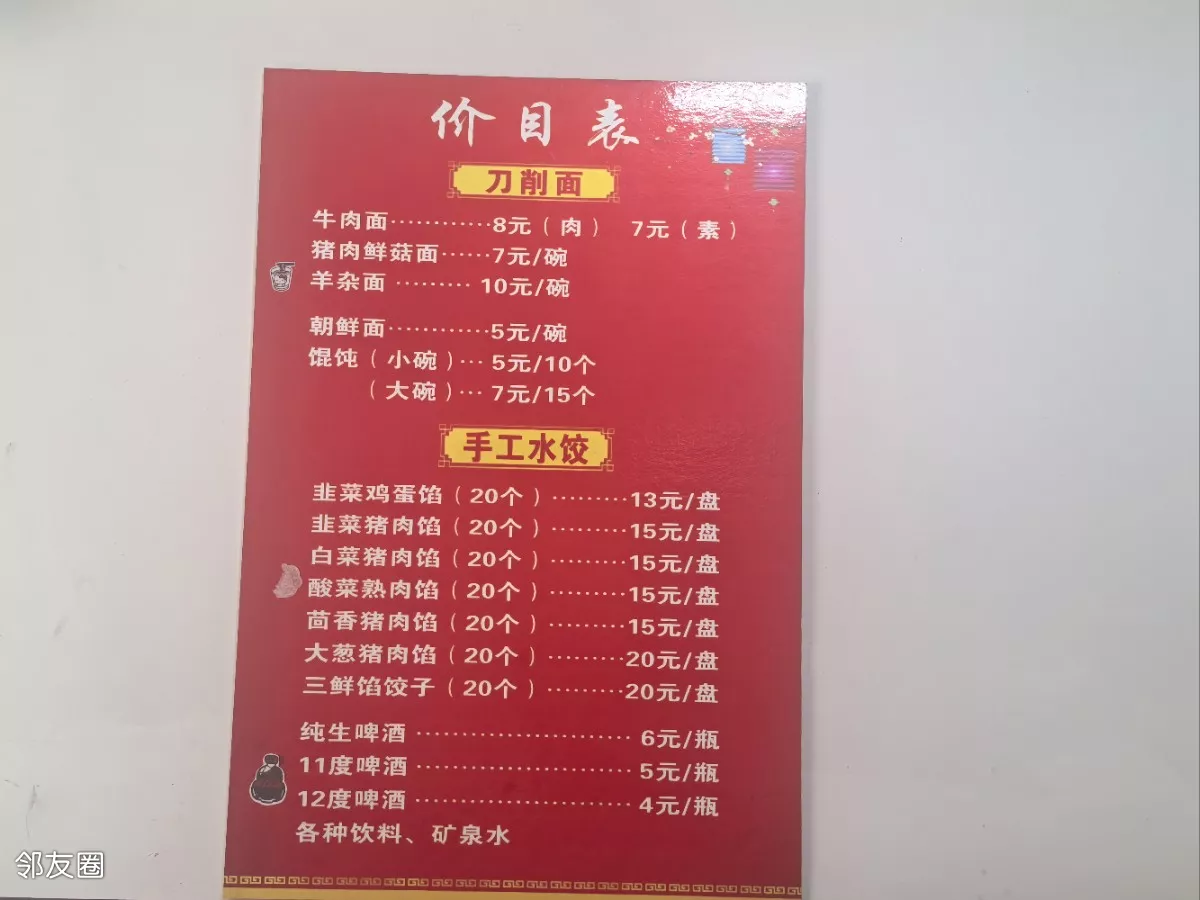 价目表
刀削面
牛肉面············8元（肉） 7元（素）
猪肉鲜菇面······7元/碗
羊杂面·········10元/碗
朝鲜面············5元/碗
馄饨（小碗）···5元/10个
（大碗）···7元/15个
手工水饺
韭菜鸡蛋馅（20个）·········13元/盘
韭菜猪肉馅（20个）·········15元/盘
白菜猪肉馅（20个）·········15元/盘
酸菜熟肉馅（20个）·········15元/盘
茴香猪肉馅（20个）·········15元/盘
大葱猪肉馅（20个）·········20元/盘
三鲜馅饺子（20个）·········20元/盘
纯生啤酒························6元/瓶
11度啤酒························5元/瓶
12度啤酒························4元/瓶
各种饮料、矿泉水
邻友圈